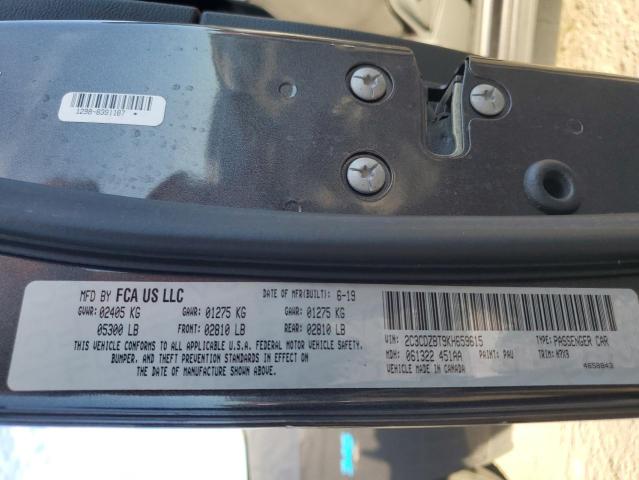 1298-8391187 *
MFD BY FCA US LLC DATE OF MFR(BUILT): 6-19
GVWR: 02405 KG GAWR: 01275 KG GAWR: 01275 KG
05300 LB FRONT: 02810 LB REAR: 02810 LB
THIS VEHICLE CONFORMS TO ALL APPLICABLE U.S.A. FEDERAL MOTOR VEHICLE SAFETY,
BUMPER, AND THEFT PREVENTION STANDARDS IN EFFECT ON
THE DATE OF MANUFACTURE SHOWN ABOVE.
VIN: 2C3CDZBT9KH659615 TYPE: PASSENGER CAR
MDH: 061322 451AA PAINT: PAU TRIM: H7X9
VEHICLE MADE IN CANADA 4658843